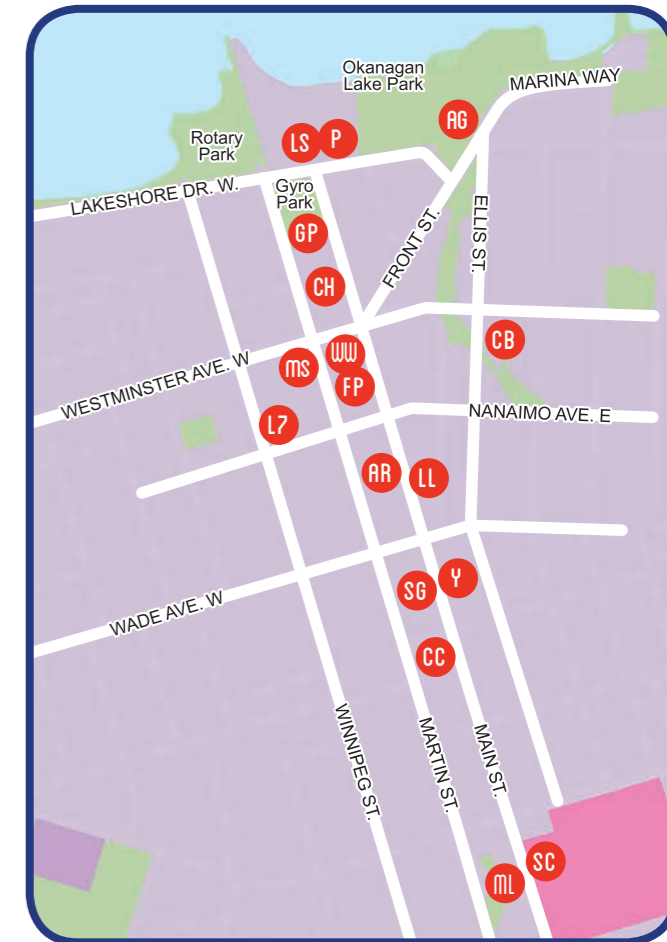 Okanagan
Lake Park
MARINA WAY
AG
Rotary
Park
LS
P
LAKESHORE DR. W.
Gyro
Park
GP
FRONT ST.
ELLIS ST.
CH
CB
WESTMINSTER AVE. W
MS
WW
FP
L7
NANAIMO AVE. E
AR
LL
SG
Y
WADE AVE. W
CC
WINNIPEG ST.
MARTIN ST.
MAIN ST.
ML
SC